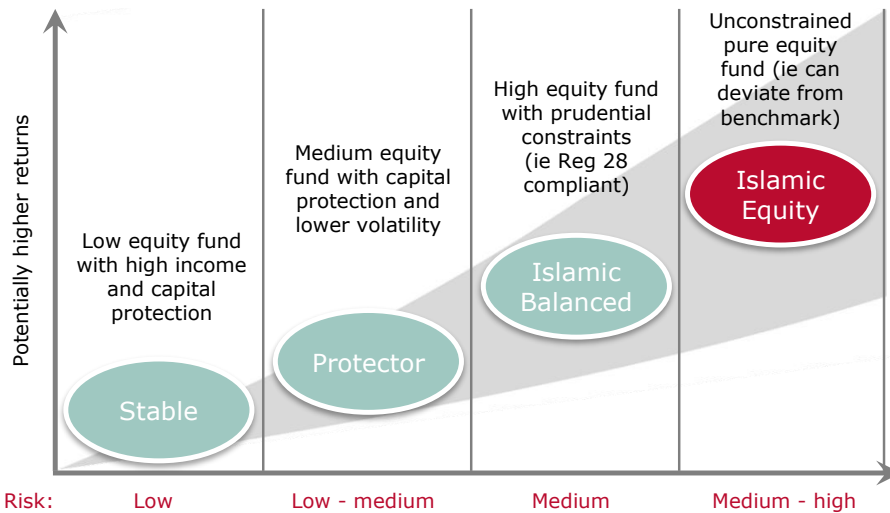 Potentially higher returns
Low equity fund
with high income
and capital
protection
Stable
Medium equity
fund with capital
protection and
lower volatility
Protector
High equity fund
with prudential
constraints
(ie Reg 28
compliant)
Islamic
Balanced
Unconstrained
pure equity
fund (ie can
deviate from
benchmark)
Islamic
Equity
Risk:
Low
Low - medium
Medium
Medium - high